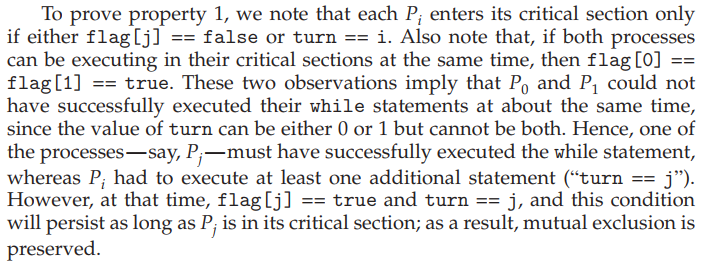 To prove property 1, we note that each Pi enters its critical section only
if either flag[j] == false or turn == i. Also note that, if both processes
can be executing in their critical sections at the same time, then flag[0] ==
flag[1] == true. These two observations imply that P0 and P1 could not
have successfully executed their while statements at about the same time,
since the value of turn can be either 0 or 1 but cannot be both. Hence, one of
the processes—say, Pj—must have successfully executed the while statement,
whereas Pi had to execute at least one additional statement (“turn == j”).
However, at that time, flag[j] == true and turn == j, and this condition
will persist as long as Pj is in its critical section; as a result, mutual exclusion is
preserved.